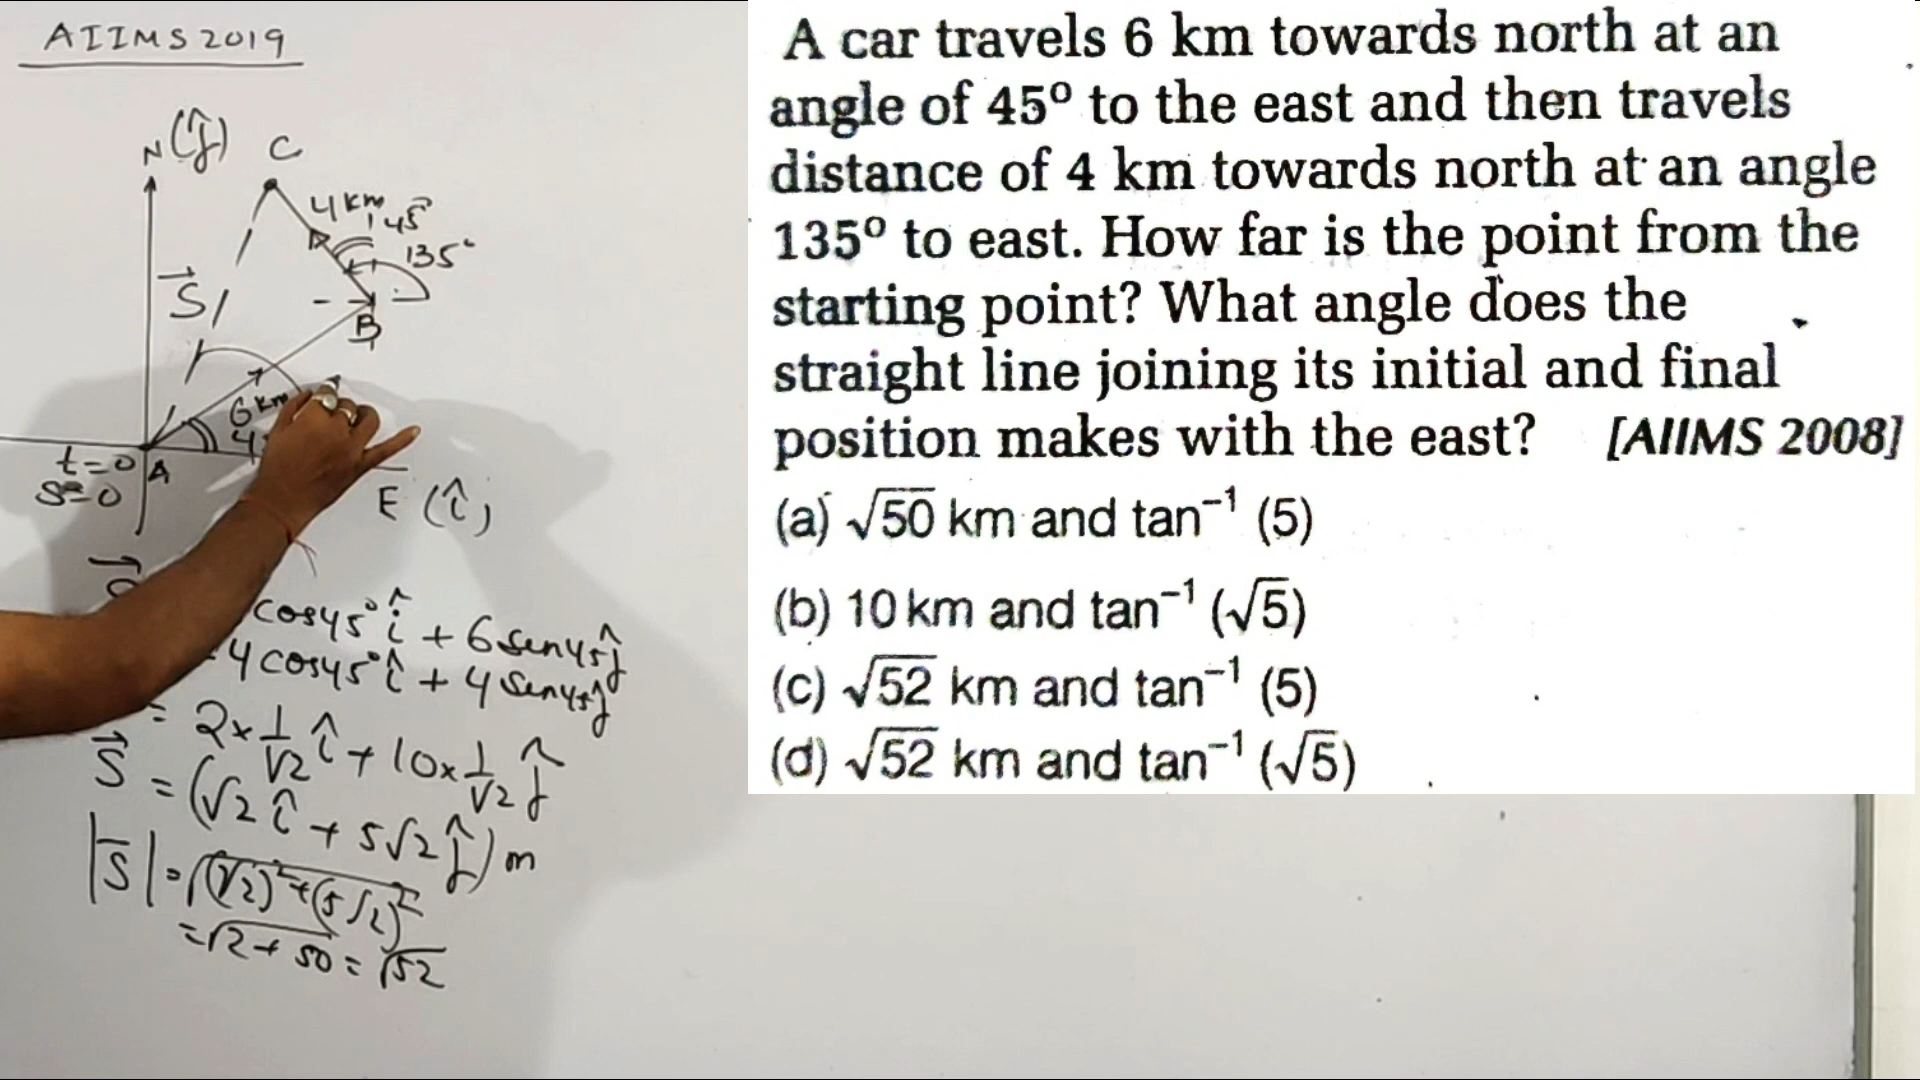 AIIMS 2019
N(ĵ)
C
4 km
45°
135°
S⃗
B
6 km
t=0
A
S=0
E (î)
cos45° î + 6 sin45 ĵ
-4 cos45° î + 4 sin45 ĵ
= 2×1/√2 î + 10×1/√2 ĵ
S⃗ = (√2 î + 5√2 ĵ) m
|S⃗| = √(√2)² + (5√2)²
= √2 + 50 = √52
A car travels 6 km towards north at an
angle of 45º to the east and then travels
distance of 4 km towards north at an angle
135º to east. How far is the point from the
starting point? What angle does the
straight line joining its initial and final
position makes with the east? [AIIMS 2008]
(a) √50 km and tan⁻¹ (5)
(b) 10 km and tan⁻¹ (√5)
(c) √52 km and tan⁻¹ (5)
(d) √52 km and tan⁻¹ (√5)